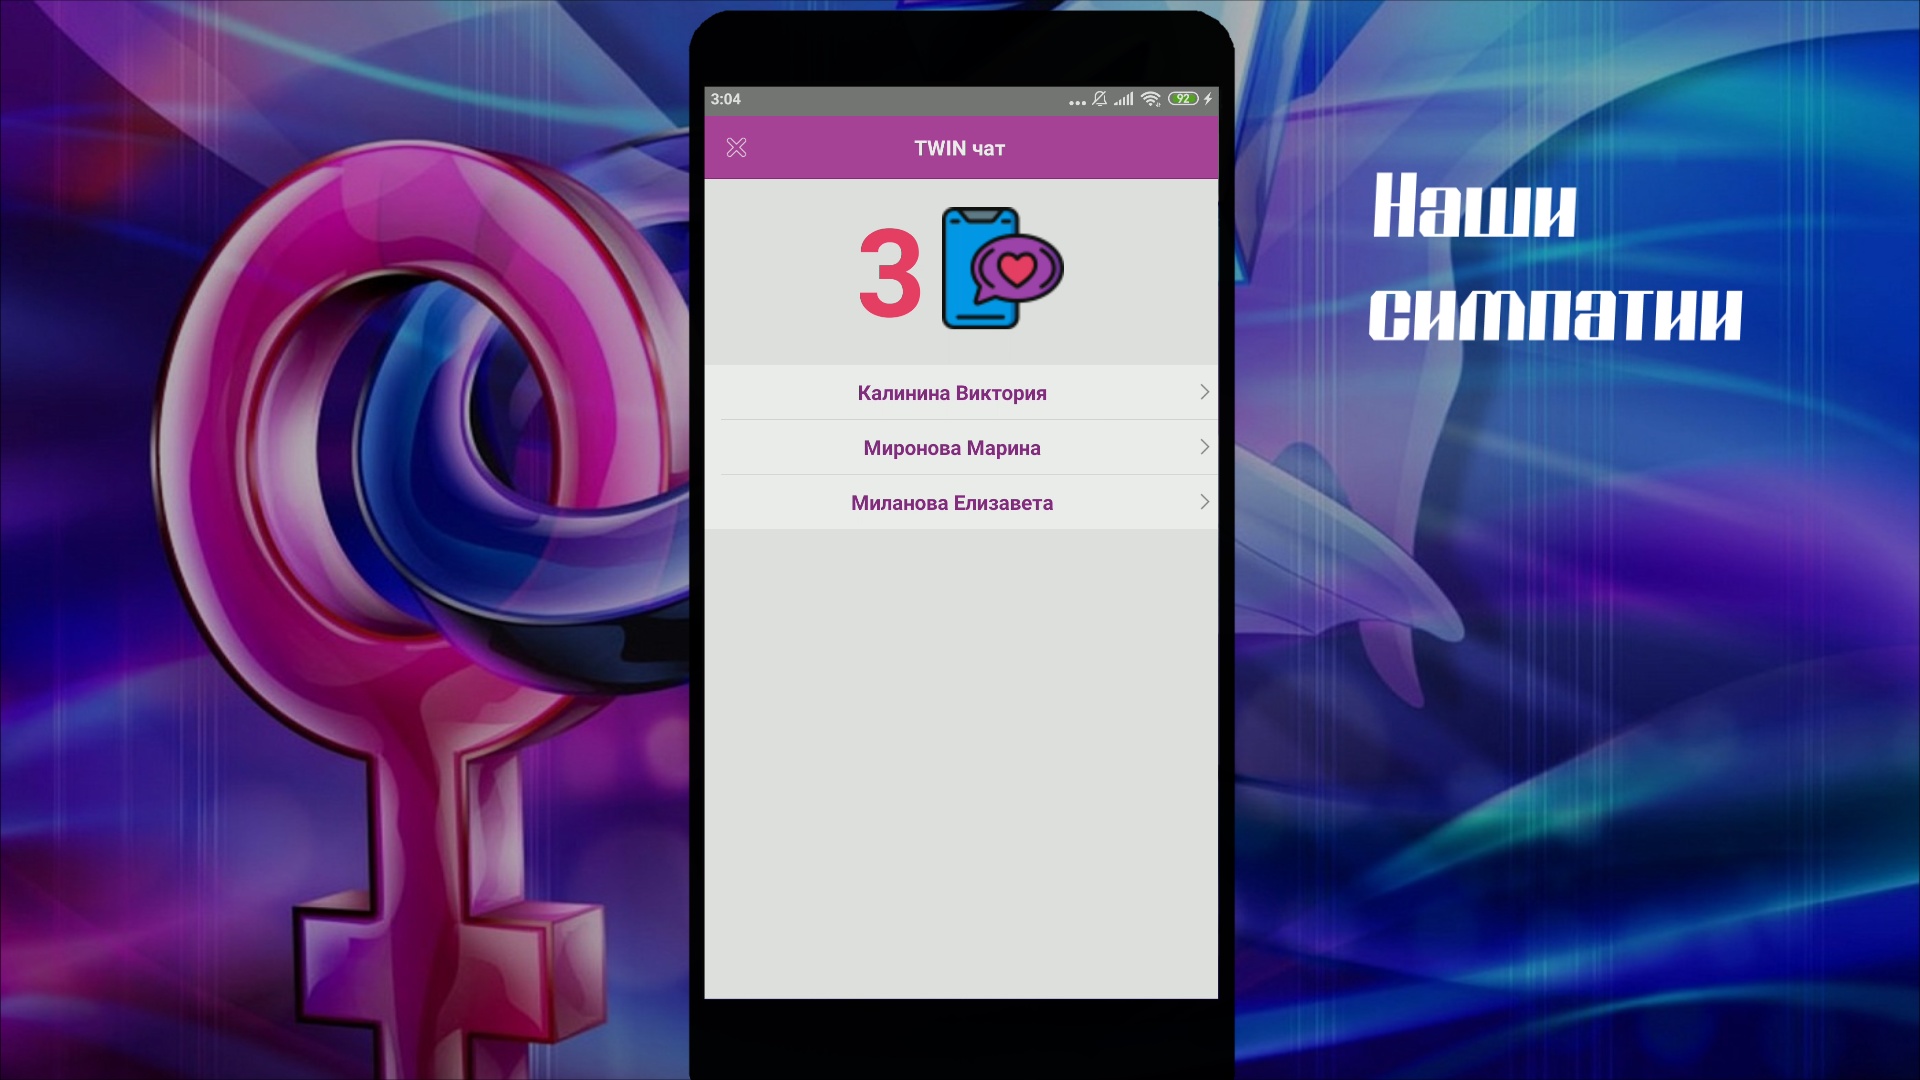 3:04
92
TWIN чат
3
Калинина Виктория
Миронова Марина
Миланова Елизавета
Наши
симпатии